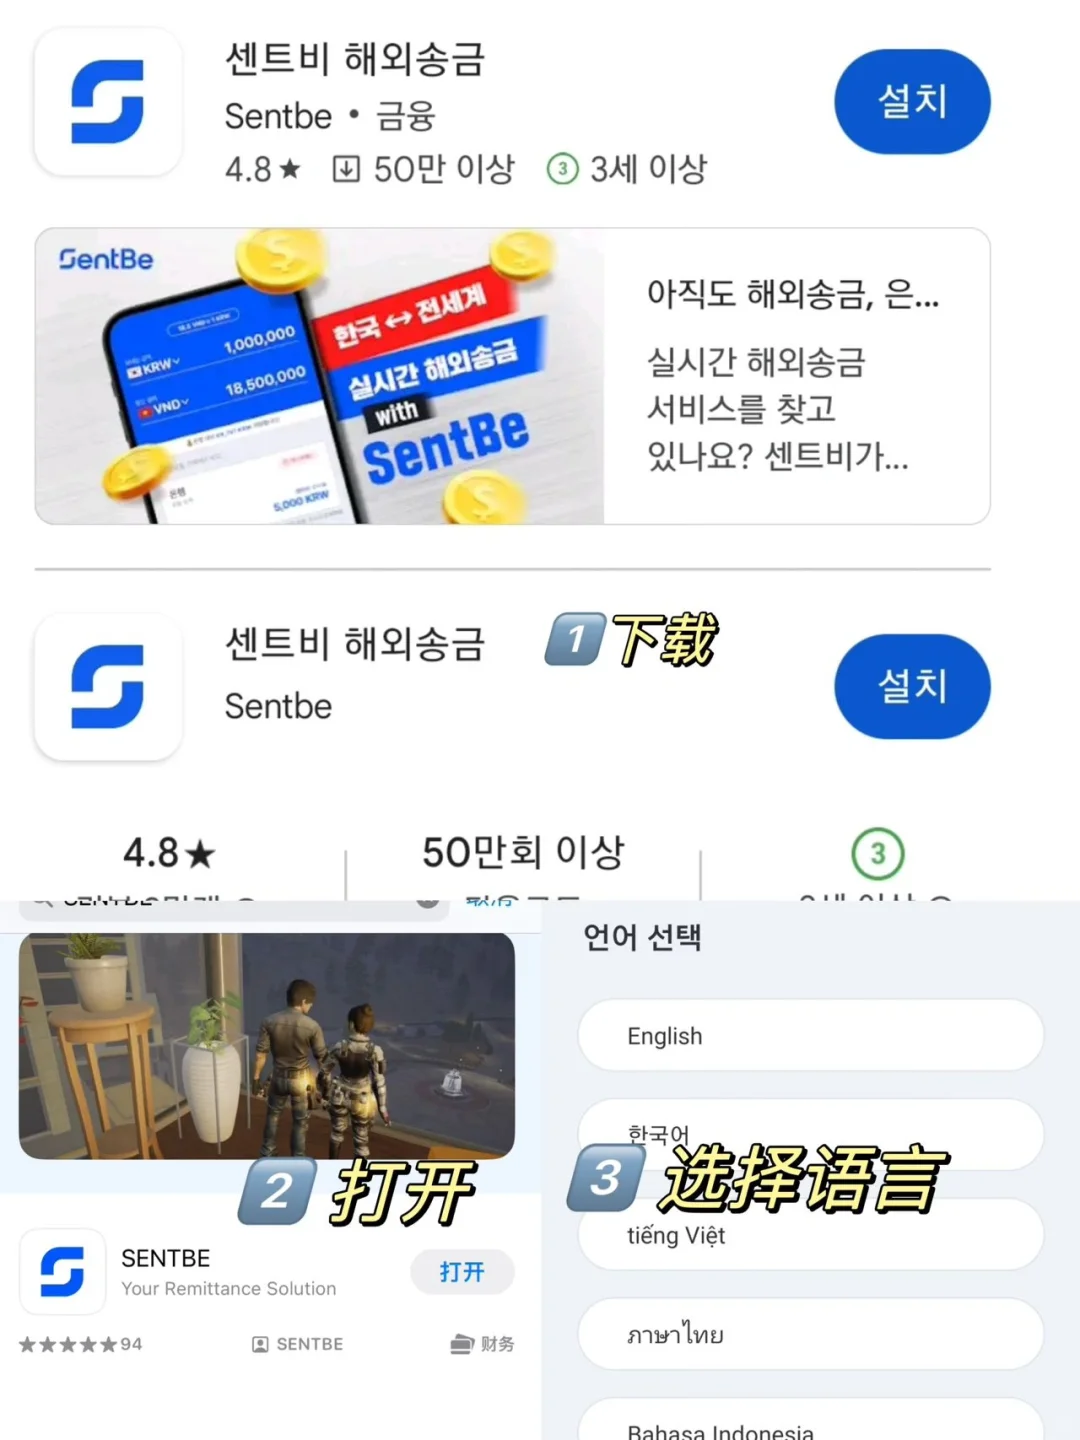 센트비 해외송금
Sentbe • 금융
설치
4.8★ 50만 이상 3 3세 이상
SentBe
한국 ↔ 전세계
실시간 해외송금
with
SentBe
KRW 1,000,000
VND 18,500,000
은행
5,000 KRW
아직도 해외송금, 은...
실시간 해외송금
서비스를 찾고
있나요? 센트비가...
센트비 해외송금
1 下载
Sentbe
설치
4.8★
50만회 이상
3
2 打开
SENTBE
Your Remittance Solution
打开
★★★★★94
SENTBE
财务
언어 선택
English
한국어
3 选择语言
tiếng Việt
ภาษาไทย
Bahasa Indonesia